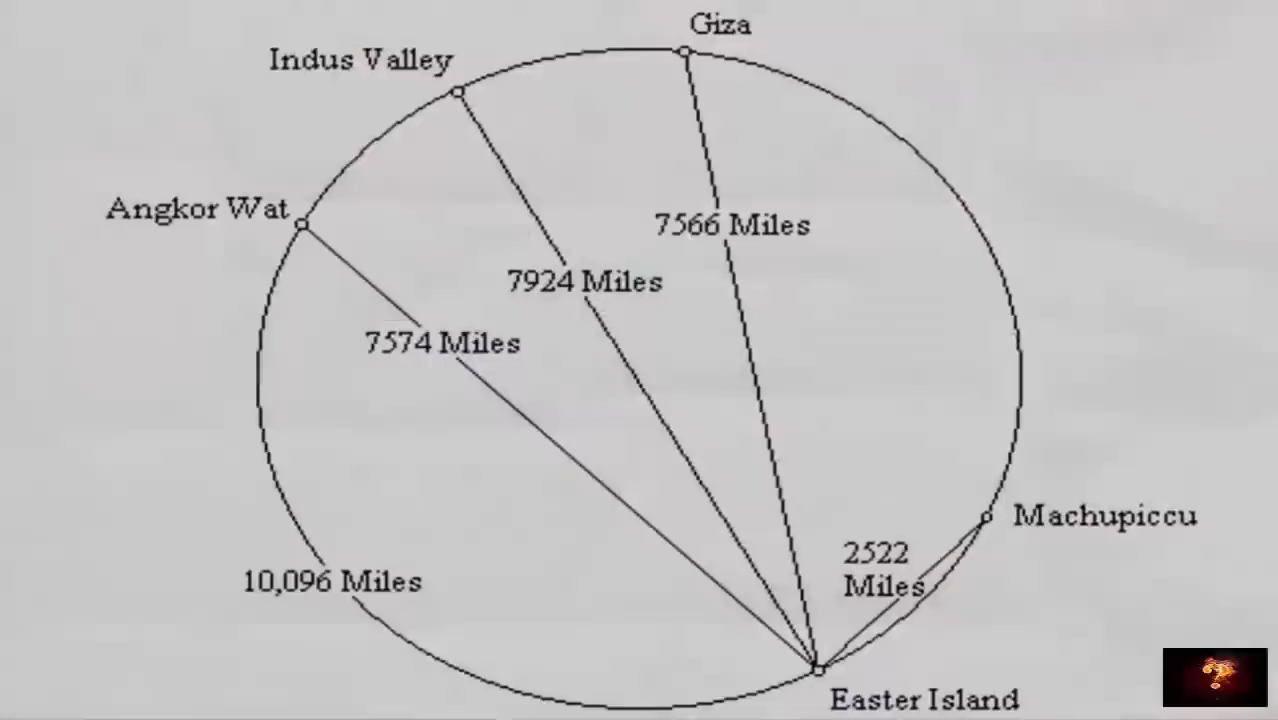 Giza
Indus Valley
Angkor Wat
7566 Miles
7924 Miles
7574 Miles
Machupiccu
2522
Miles
10,096 Miles
Easter Island